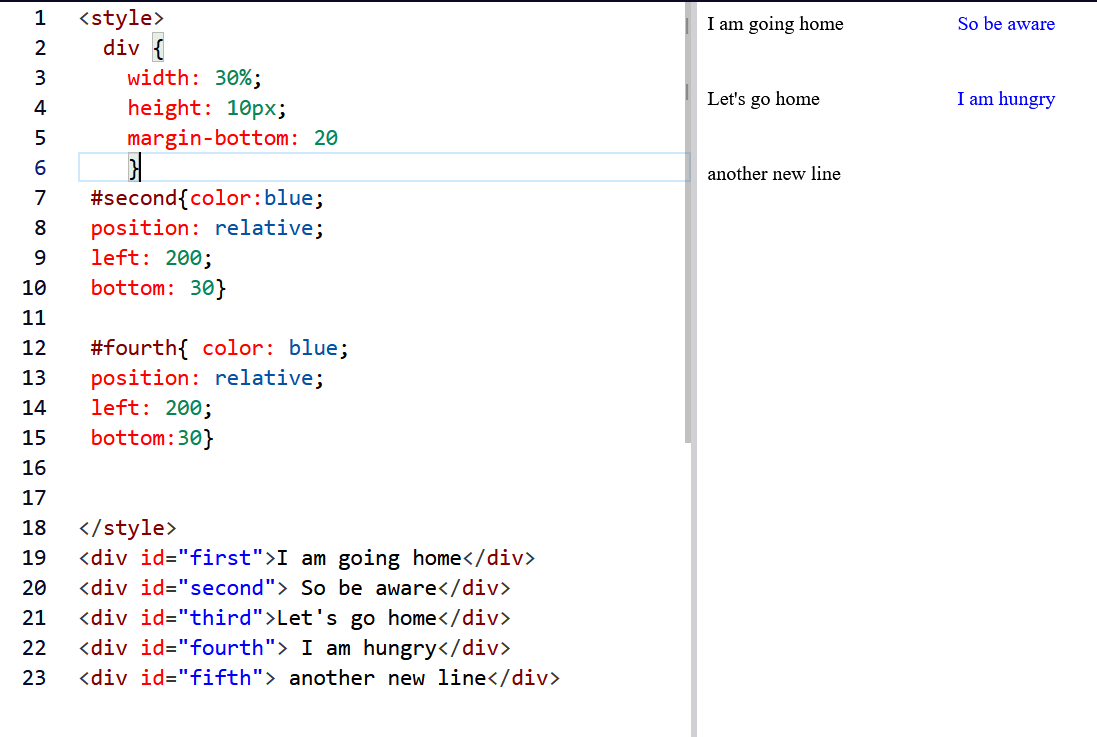 1 <style>
2 div {
3 width: 30%;
4 height: 10px;
5 margin-bottom: 20
6 }
7 #second{color:blue;
8 position: relative;
9 left: 200;
10 bottom: 30}
11
12 #fourth{ color: blue;
13 position: relative;
14 left: 200;
15 bottom:30}
16
17
18 </style>
19 <div id="first">I am going home</div>
20 <div id="second"> So be aware</div>
21 <div id="third">Let's go home</div>
22 <div id="fourth"> I am hungry</div>
23 <div id="fifth"> another new line</div>
I am going home So be aware
Let's go home I am hungry
another new line